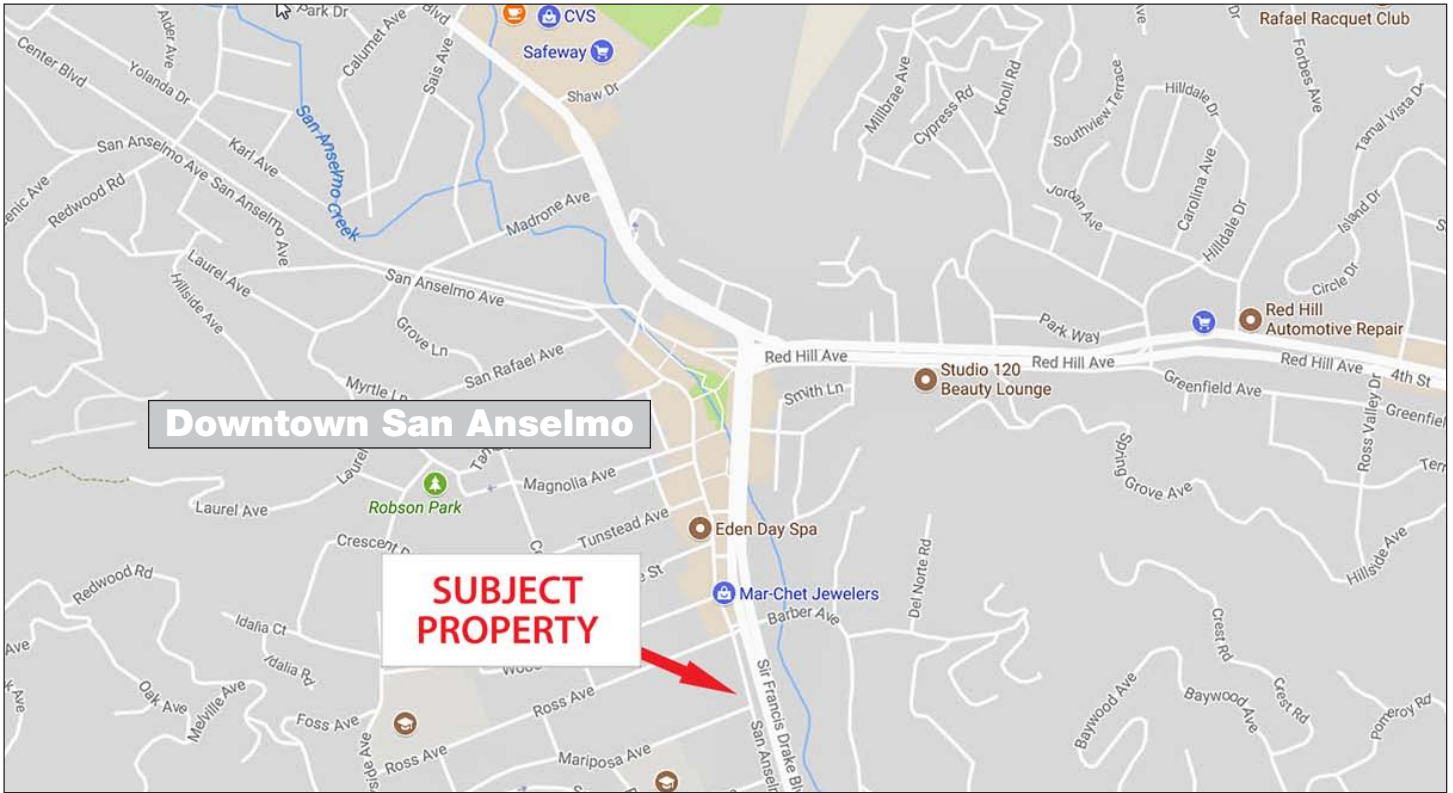 Park Dr
Blvd
CVS
Rafael Racquet Club
Alder Ave
Calumet Ave
Sais Ave
Safeway
Center Blvd
Yolanda Dr
Shaw Dr
Millbrae Ave
Cypress Rd
Knoll Rd
Southview Terrace
Hilldale Dr
Forbes Ave
Tamal Vista Dr
San Anselmo Creek
San Anselmo Ave
San Anselmo Ave
Karl Ave
Redwood Rd
Madrone Ave
Jordan Ave
Carolina Ave
Hilldale Dr
Island Dr
Circle Dr
Laurel Ave
Hillside Ave
San Anselmo Ave
Grove Ln
San Rafael Ave
Myrtle Ln
Red Hill Ave
Park Way
Red Hill Ave
Red Hill
Automotive Repair
Red Hill Ave
4th St
Studio 120
Beauty Lounge
Smith Ln
Greenfield Ave
Ross Valley Dr
Downtown San Anselmo
Spring Grove Ave
Magnolia Ave
Robson Park
Laurel Ave
Tunstead Ave
Eden Day Spa
Crescent
Del Norte Rd
Hillside Ave
Redwood Rd
SUBJECT
PROPERTY
St
Mar-Chet Jewelers
Barber Ave
Idalia Ct
Idalia Rd
Ave
Oak Ave
Melville Ave
Foss Ave
Ross Ave
Ross Ave
Mariposa Ave
Sir Francis Drake
San
Crest Rd
Crest Rd
Baywood Ave
Baywood Ave
Pomeroy Rd